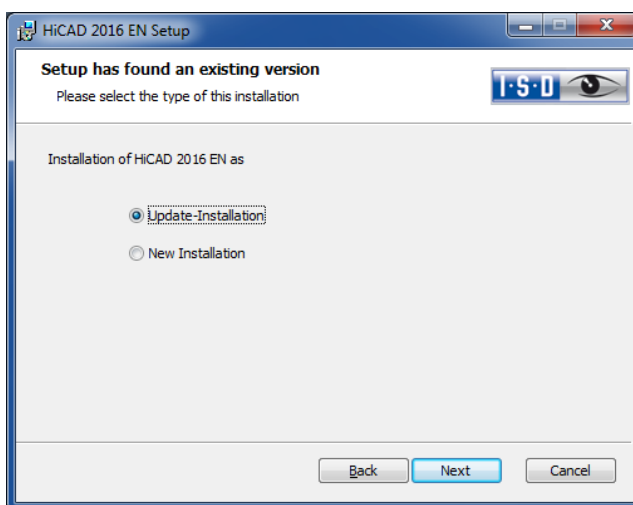 HiCAD 2016 EN Setup
Setup has found an existing version
Please select the type of this installation
I·S·D
Installation of HiCAD 2016 EN as
Update-Installation
New Installation
Back
Next
Cancel